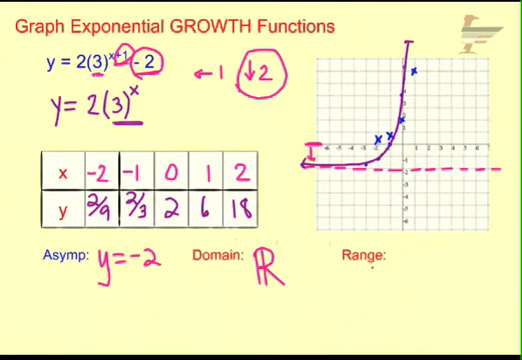 Graph Exponential GROWTH Functions
y = 2(3)^x+1 - 2
← 1 ↓ 2
y = 2(3)^x
x -2 -1 0 1 2
y 2/9 2/3 2 6 18
Asymp: y = -2 Domain: ℝ Range: